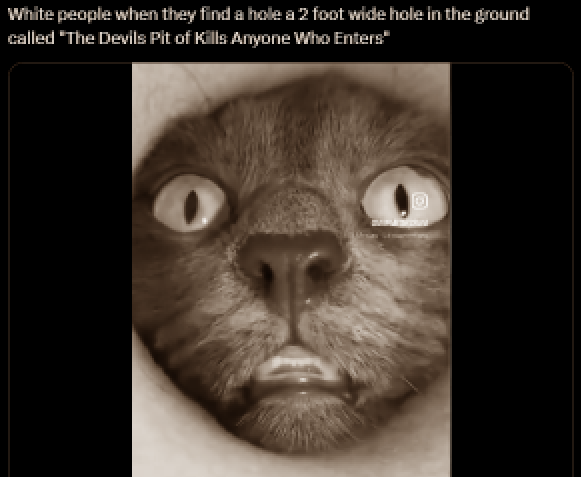 White people when they find a hole a 2 foot wide hole in the ground
called "The Devils Pit of Kills Anyone Who Enters"